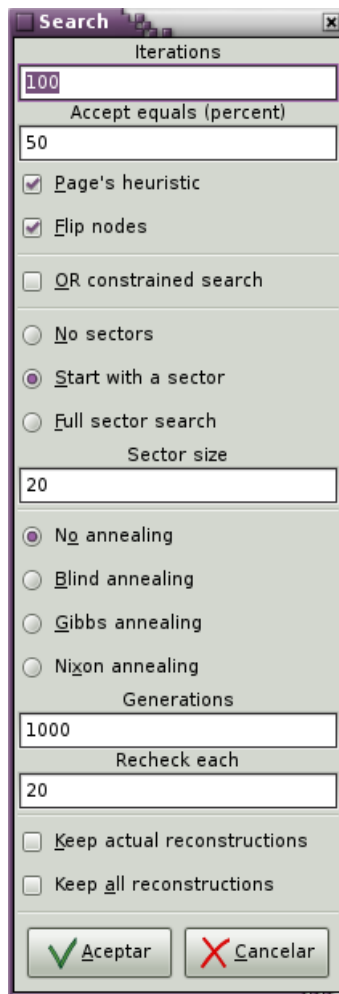 Search
Iterations
100
Accept equals (percent)
50
Page's heuristic
Flip nodes
OR constrained search
No sectors
Start with a sector
Full sector search
Sector size
20
No annealing
Blind annealing
Gibbs annealing
Nixon annealing
Generations
1000
Recheck each
20
Keep actual reconstructions
Keep all reconstructions
Aceptar Cancelar